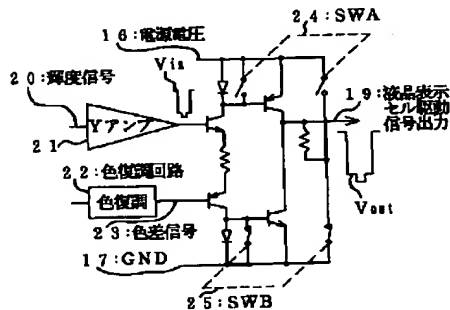 16:電源電圧
24:SWA
Vin
20:輝度信号
19:液晶表示
セル駆動
信号出力
Yアンプ
21
22:色復調回路
色復調
Vout
23:色差信号
17:GND
25:SWB